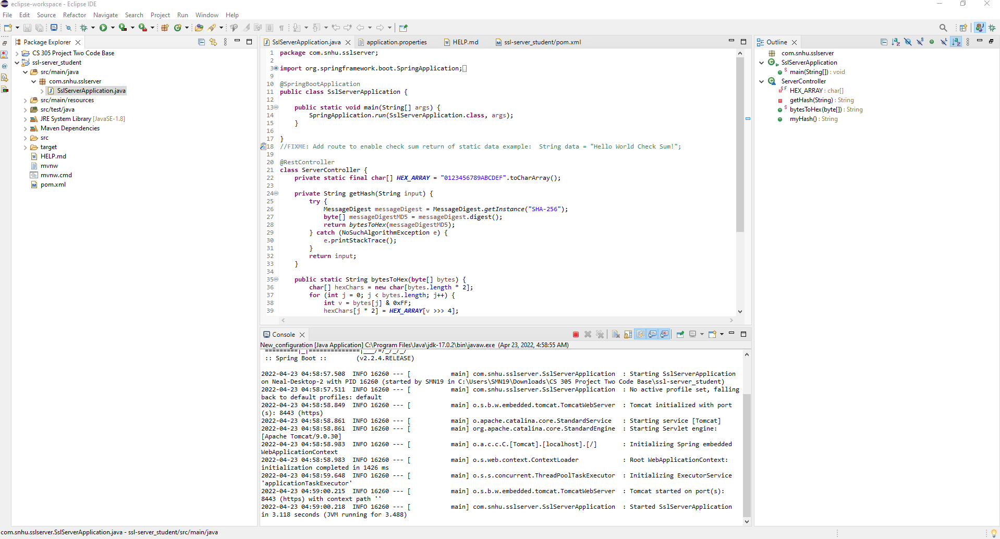 eclipse-workspace - Eclipse IDE
File Edit Source Refactor Navigate Search Project Run Window Help
Package Explorer
CS 305 Project Two Code Base
ssl-server_student
src/main/java
com.snhu.sslserver
SslServerApplication.java
src/main/resources
src/test/java
JRE System Library [JavaSE-1.8]
Maven Dependencies
src
target
HELP.md
mvnw
mvnw.cmd
pom.xml
SslServerApplication.java application.properties HELP.md ssl-server_student/pom.xml
1 package com.snhu.sslserver;
2
3 import org.springframework.boot.SpringApplication;
9
10 @SpringBootApplication
11 public class SslServerApplication {
12
13 public static void main(String[] args) {
14 SpringApplication.run(SslServerApplication.class, args);
15 }
16
17 }
18 //FIXME: Add route to enable check sum return of static data example:  String data = "Hello World Check Sum!";
19
20 @RestController
21 class ServerController {
22 private static final char[] HEX_ARRAY = "0123456789ABCDEF".toCharArray();
23
24 private String getHash(String input) {
25 try {
26 MessageDigest messageDigest = MessageDigest.getInstance("SHA-256");
27 byte[] messageDigestMD5 = messageDigest.digest();
28 return bytesToHex(messageDigestMD5);
29 } catch (NoSuchAlgorithmException e) {
30 e.printStackTrace();
31 }
32 return input;
33 }
34
35 public static String bytesToHex(byte[] bytes) {
36 char[] hexChars = new char[bytes.length * 2];
37 for (int j = 0; j < bytes.length; j++) {
38 int v = bytes[j] & 0xFF;
39 hexChars[j * 2] = HEX_ARRAY[v >>> 4];
Outline
com.snhu.sslserver
SslServerApplication
main(String[]) : void
ServerController
HEX_ARRAY : char[]
getHash(String) : String
bytesToHex(byte[]) : String
myHash() : String
Console
New_configuration [Java Application] C:\Program Files\Java\jdk-17.0.2\bin\javaw.exe (Apr 23, 2022, 4:58:55 AM)
=========|_|==============|___/=/_/_/_/
:: Spring Boot ::        (v2.2.4.RELEASE)
2022-04-23 04:58:57.508  INFO 16260 --- [           main] com.snhu.sslserver.SslServerApplication  : Starting SslServerApplication
on Neal-Desktop-2 with PID 16260 (started by SMN19 in C:\Users\SMN19\Downloads\CS 305 Project Two Code Base\ssl-server_student)
2022-04-23 04:58:57.511  INFO 16260 --- [           main] com.snhu.sslserver.SslServerApplication  : No active profile set, falling
back to default profiles: default
2022-04-23 04:58:58.849  INFO 16260 --- [           main] o.s.b.w.embedded.tomcat.TomcatWebServer  : Tomcat initialized with port
(s): 8443 (https)
2022-04-23 04:58:58.861  INFO 16260 --- [           main] o.apache.catalina.core.StandardService   : Starting service [Tomcat]
2022-04-23 04:58:58.861  INFO 16260 --- [           main] org.apache.catalina.core.StandardEngine  : Starting Servlet engine:
[Apache Tomcat/9.0.30]
2022-04-23 04:58:58.983  INFO 16260 --- [           main] o.a.c.c.C.[Tomcat].[localhost].[/]       : Initializing Spring embedded
WebApplicationContext
2022-04-23 04:58:58.983  INFO 16260 --- [           main] o.s.web.context.ContextLoader            : Root WebApplicationContext:
initialization completed in 1426 ms
2022-04-23 04:58:59.648  INFO 16260 --- [           main] o.s.s.concurrent.ThreadPoolTaskExecutor  : Initializing ExecutorService
'applicationTaskExecutor'
2022-04-23 04:59:00.215  INFO 16260 --- [           main] o.s.b.w.embedded.tomcat.TomcatWebServer  : Tomcat started on port(s):
8443 (https) with context path ''
2022-04-23 04:59:00.218  INFO 16260 --- [           main] com.snhu.sslserver.SslServerApplication  : Started SslServerApplication
in 3.118 seconds (JVM running for 3.488)
com.snhu.sslserver.SslServerApplication.java - ssl-server_student/src/main/java